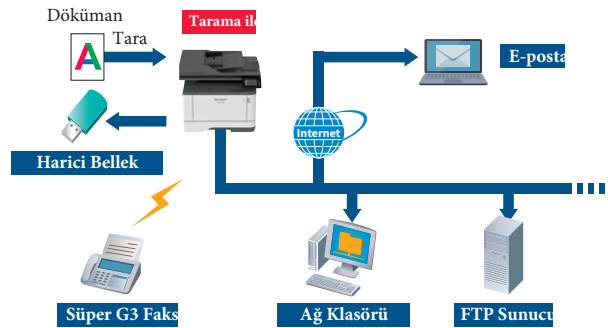 Döküman
Tara
A
Tarama ile
Internet
E-posta
Harici Bellek
Süper G3 Faks
Ağ Klasörü
FTP Sunucu